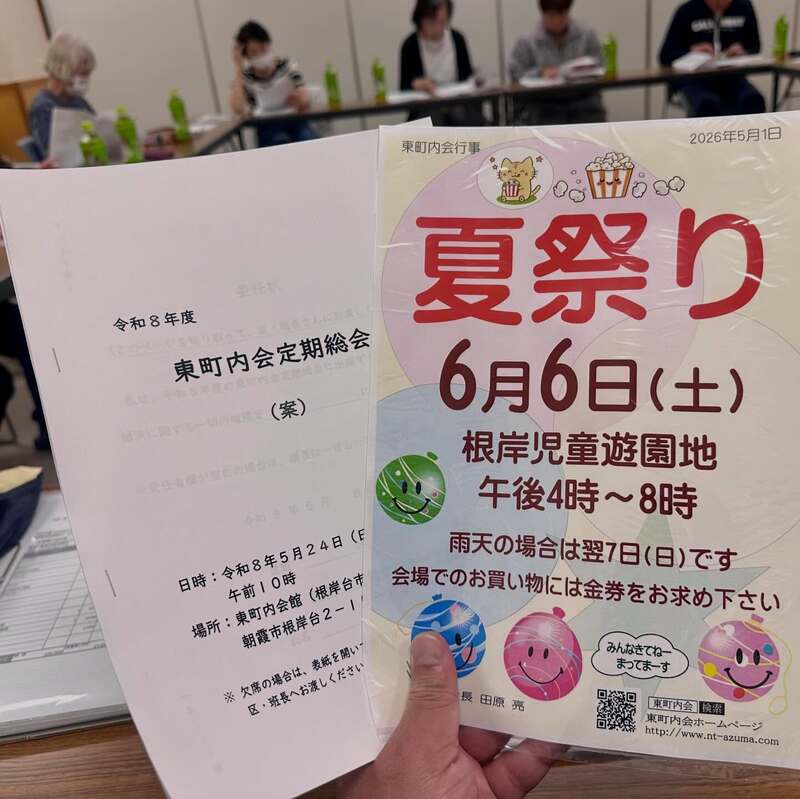 令和8年度
東町内会定期総会
（案）
日時：令和8年5月24日（日
午前10時
場所：東町内会館（根岸台市
朝霞市根岸台2－1
※ 欠席の場合は、表紙を開いて
区・班長へお渡しください
東町内会行事
2026年5月1日
夏祭り
6月6日(土)
根岸児童遊園地
午後4時～8時
雨天の場合は翌7日(日)です
会場でのお買い物には金券をお求め下さい
みんなきてねー
まってまーす
長 田原 亮
東町内会 検索
東町内会ホームページ
http://www.nt-azuma.com